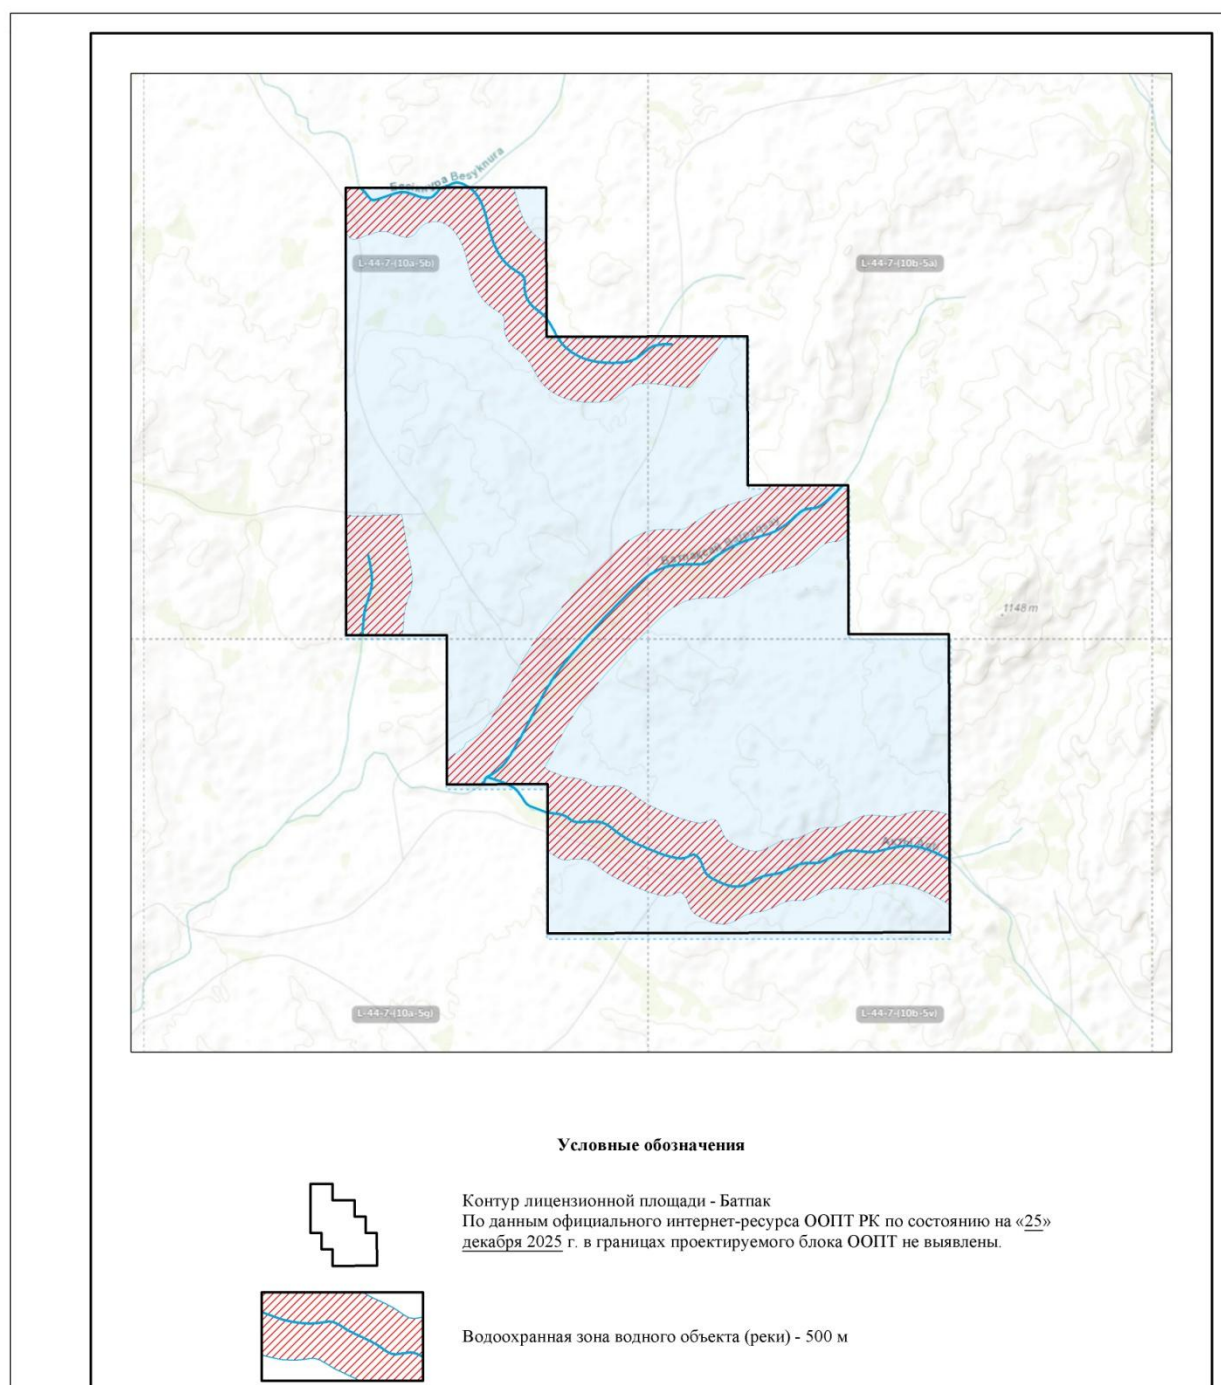 Besyknura
L-44-7-(10a-5b)
L-44-7-(10b-5a)
Батпаксай
1148 m
L-44-7-(10a-5g)
L-44-7-(10b-5v)
Условные обозначения
Контур лицензионной площади - Батпак
По данным официального интернет-ресурса ООПТ РК по состоянию на «25»
декабря 2025 г. в границах проектируемого блока ООПТ не выявлены.
Водоохранная зона водного объекта (реки) - 500 м